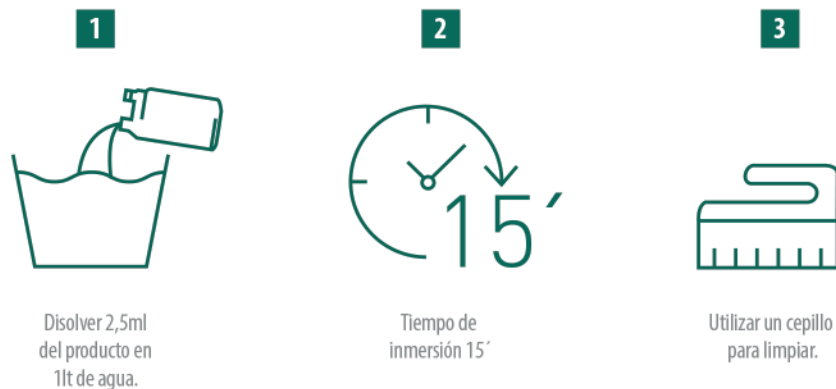 1
2
3
15´
Disolver 2,5ml
del producto en
1lt de agua.
Tiempo de
inmersión 15´
Utilizar un cepillo
para limpiar.